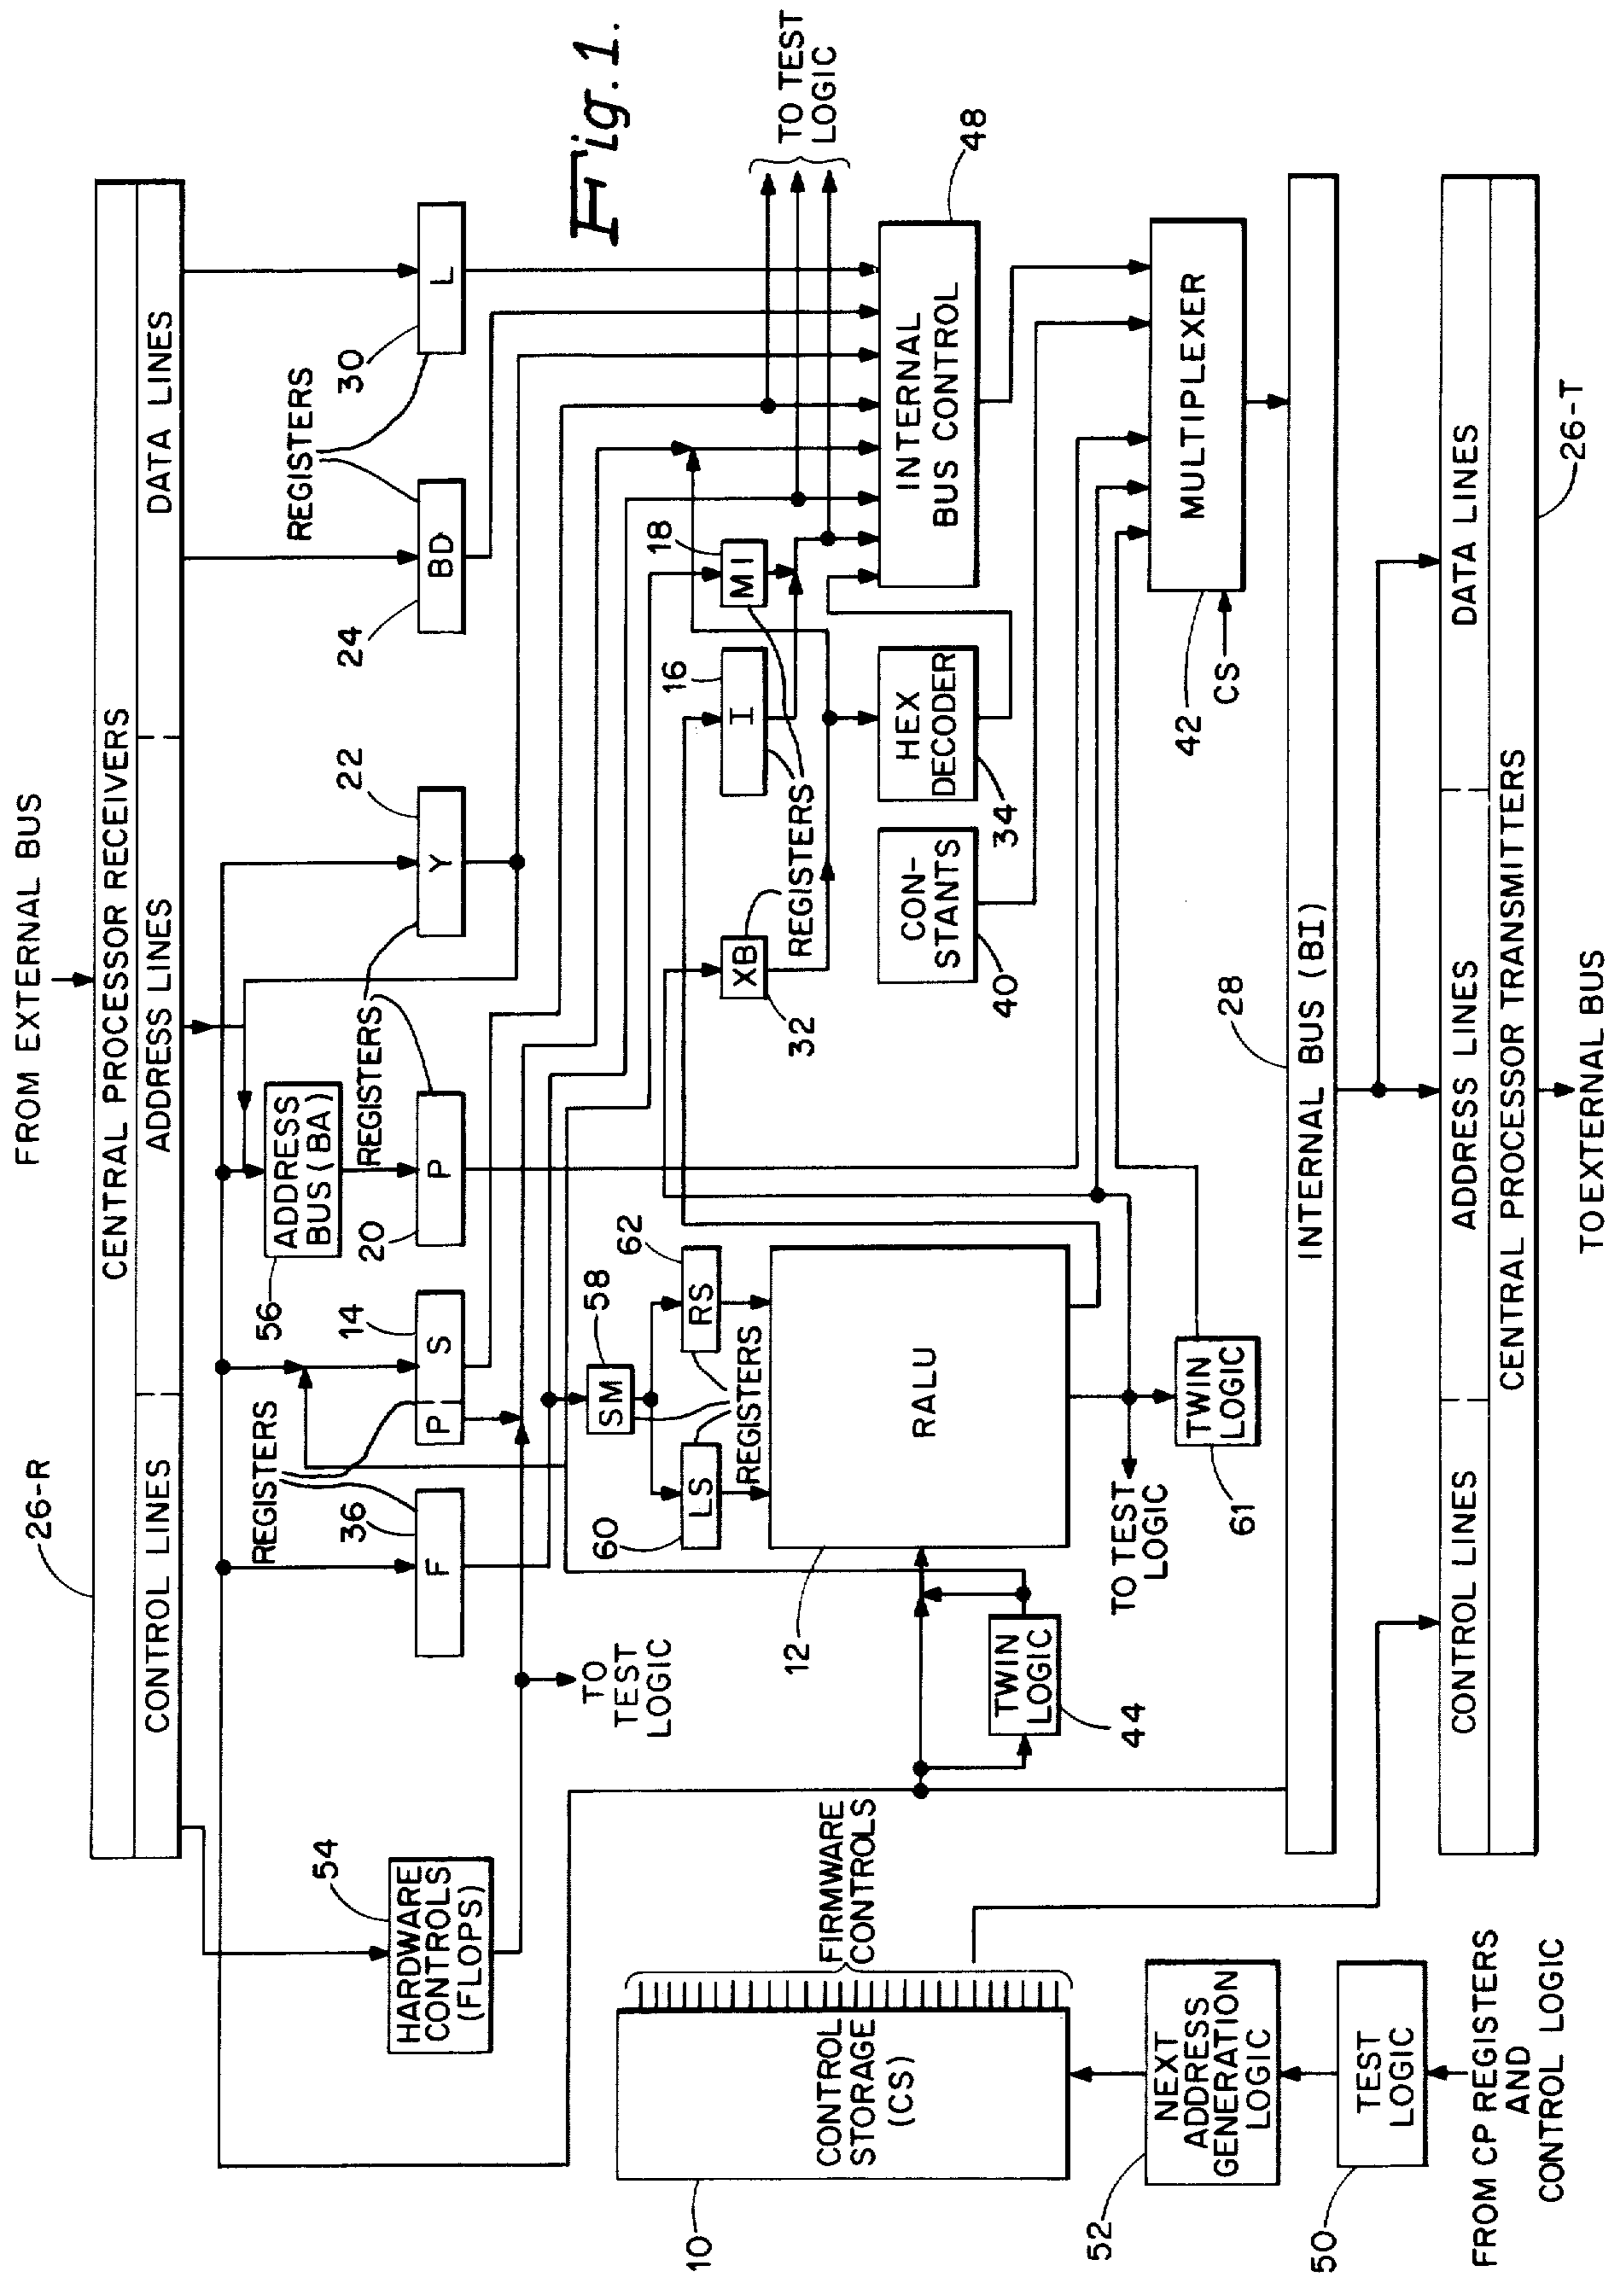 FROM EXTERNAL BUS
26-R
CENTRAL PROCESSOR RECEIVERS
CONTROL LINES
ADDRESS LINES
DATA LINES
54
HARDWARE
CONTROLS
(FLOPS)
REGISTERS
36
F
P
S
14
56
ADDRESS
BUS (BA)
REGISTERS
20
P
22
Y
REGISTERS
24
BD
30
L
Fig. 1.
TO
TEST
LOGIC
SM
58
60
LS
REGISTERS
RS
62
XB
32
REGISTERS
I
16
MI
18
TO TEST
LOGIC
12
RALU
CON-
STANTS
40
HEX
DECODER
34
INTERNAL
BUS CONTROL
48
10
CONTROL
STORAGE
(CS)
FIRMWARE
CONTROLS
TWIN
LOGIC
44
TO TEST
LOGIC
TWIN
LOGIC
61
MULTIPLEXER
42
CS
52
NEXT
ADDRESS
GENERATION
LOGIC
INTERNAL BUS (BI)
28
50
TEST
LOGIC
FROM CP REGISTERS
AND
CONTROL LOGIC
CONTROL LINES
ADDRESS LINES
DATA LINES
CENTRAL PROCESSOR TRANSMITTERS
26-T
TO EXTERNAL BUS